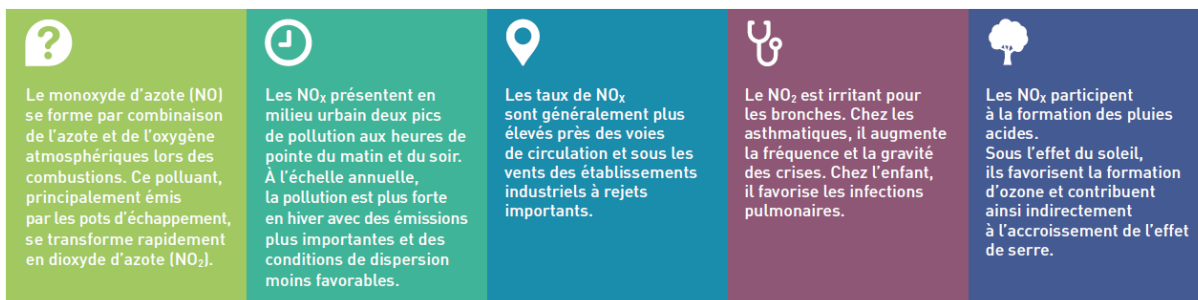 ?
Le monoxyde d'azote (NO)
se forme par combinaison
de l'azote et de l'oxygène
atmosphériques lors des
combustions. Ce polluant,
principalement émis
par les pots d'échappement,
se transforme rapidement
en dioxyde d'azote (NO₂).
Les NOₓ présentent en
milieu urbain deux pics
de pollution aux heures de
pointe du matin et du soir.
À l'échelle annuelle,
la pollution est plus forte
en hiver avec des émissions
plus importantes et des
conditions de dispersion
moins favorables.
Les taux de NOₓ
sont généralement plus
élevés près des voies
de circulation et sous les
vents des établissements
industriels à rejets
importants.
Le NO₂ est irritant pour
les bronches. Chez les
asthmatiques, il augmente
la fréquence et la gravité
des crises. Chez l'enfant,
il favorise les infections
pulmonaires.
Les NOₓ participent
à la formation des pluies
acides.
Sous l'effet du soleil,
ils favorisent la formation
d'ozone et contribuent
ainsi indirectement
à l'accroissement de l'effet
de serre.